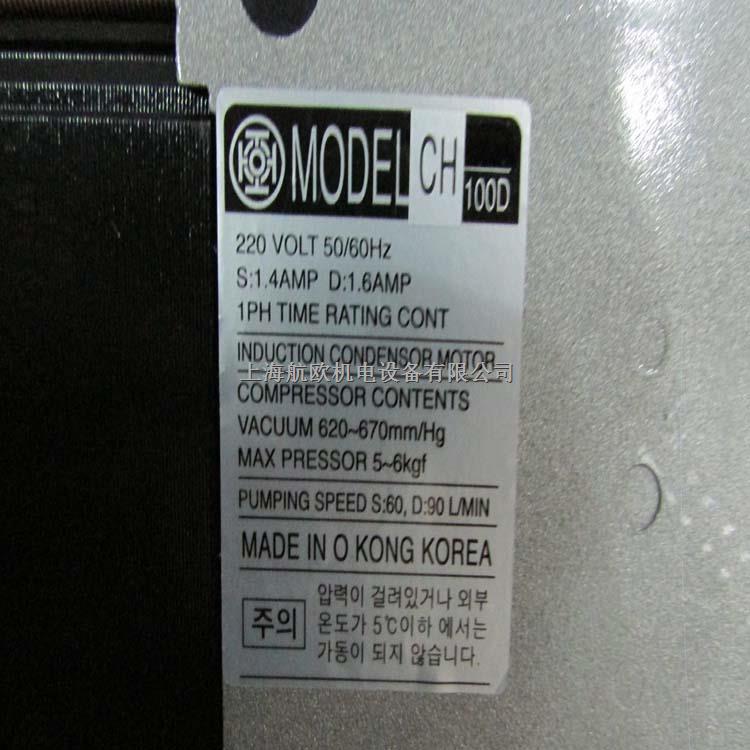 MODEL CH 100D
220 VOLT 50/60Hz
S:1.4AMP D:1.6AMP
1PH TIME RATING CONT
INDUCTION CONDENSOR MOTOR
上海航欧机电设备有限公司
COMPRESSOR CONTENTS
VACUUM 620~670mm/Hg
MAX PRESSOR 5~6kgf
PUMPING SPEED S:60, D:90 L/MIN
MADE IN O KONG KOREA
주의
압력이 걸려있거나 외부
온도가 5℃이하 에서는
가동이 되지 않습니다.